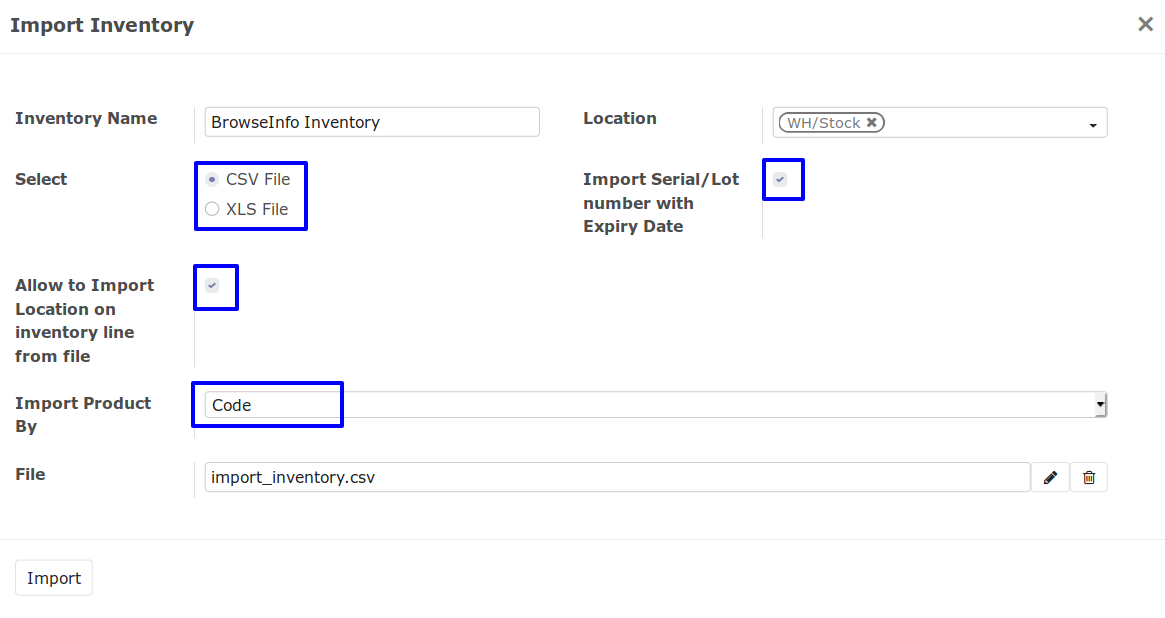 Import Inventory
Inventory Name
BrowseInfo Inventory
Location
WH/Stock
Select
CSV File
XLS File
Import Serial/Lot
number with
Expiry Date
Allow to Import
Location on
inventory line
from file
Import Product
By
Code
File
import_inventory.csv
Import